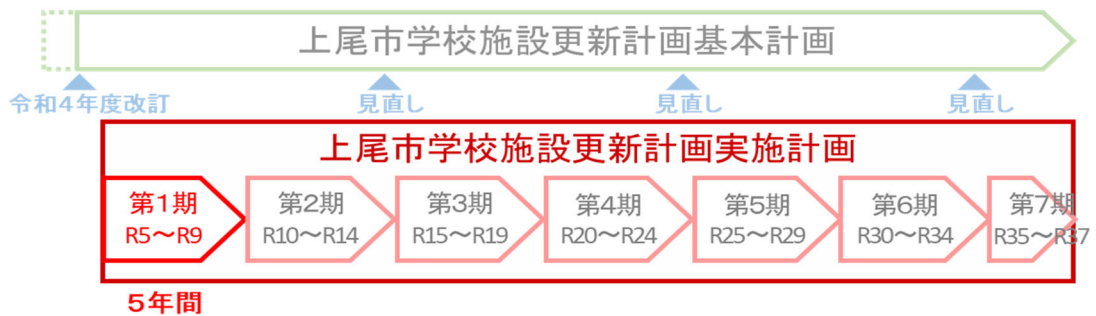 上尾市学校施設更新計画基本計画
令和4年度改訂
見直し
見直し
見直し
上尾市学校施設更新計画実施計画
第1期
R5～R9
第2期
R10～R14
第3期
R15～R19
第4期
R20～R24
第5期
R25～R29
第6期
R30～R34
第7期
R35～R37
5年間